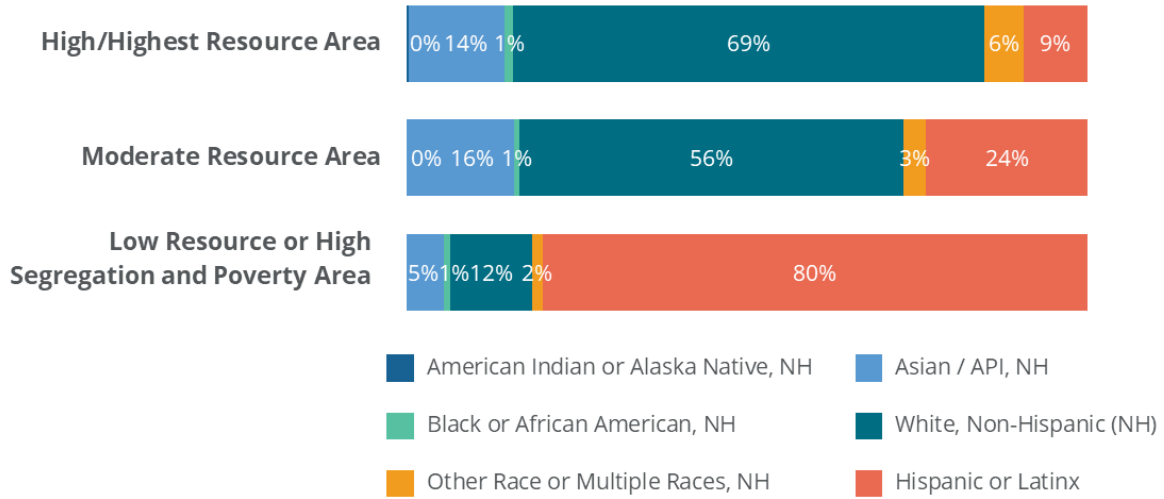 High/Highest Resource Area 0% 14% 1% 69% 6% 9%
Moderate Resource Area 0% 16% 1% 56% 3% 24%
Low Resource or High
Segregation and Poverty Area 5% 1% 12% 2% 80%
American Indian or Alaska Native, NH Asian / API, NH
Black or African American, NH White, Non-Hispanic (NH)
Other Race or Multiple Races, NH Hispanic or Latinx